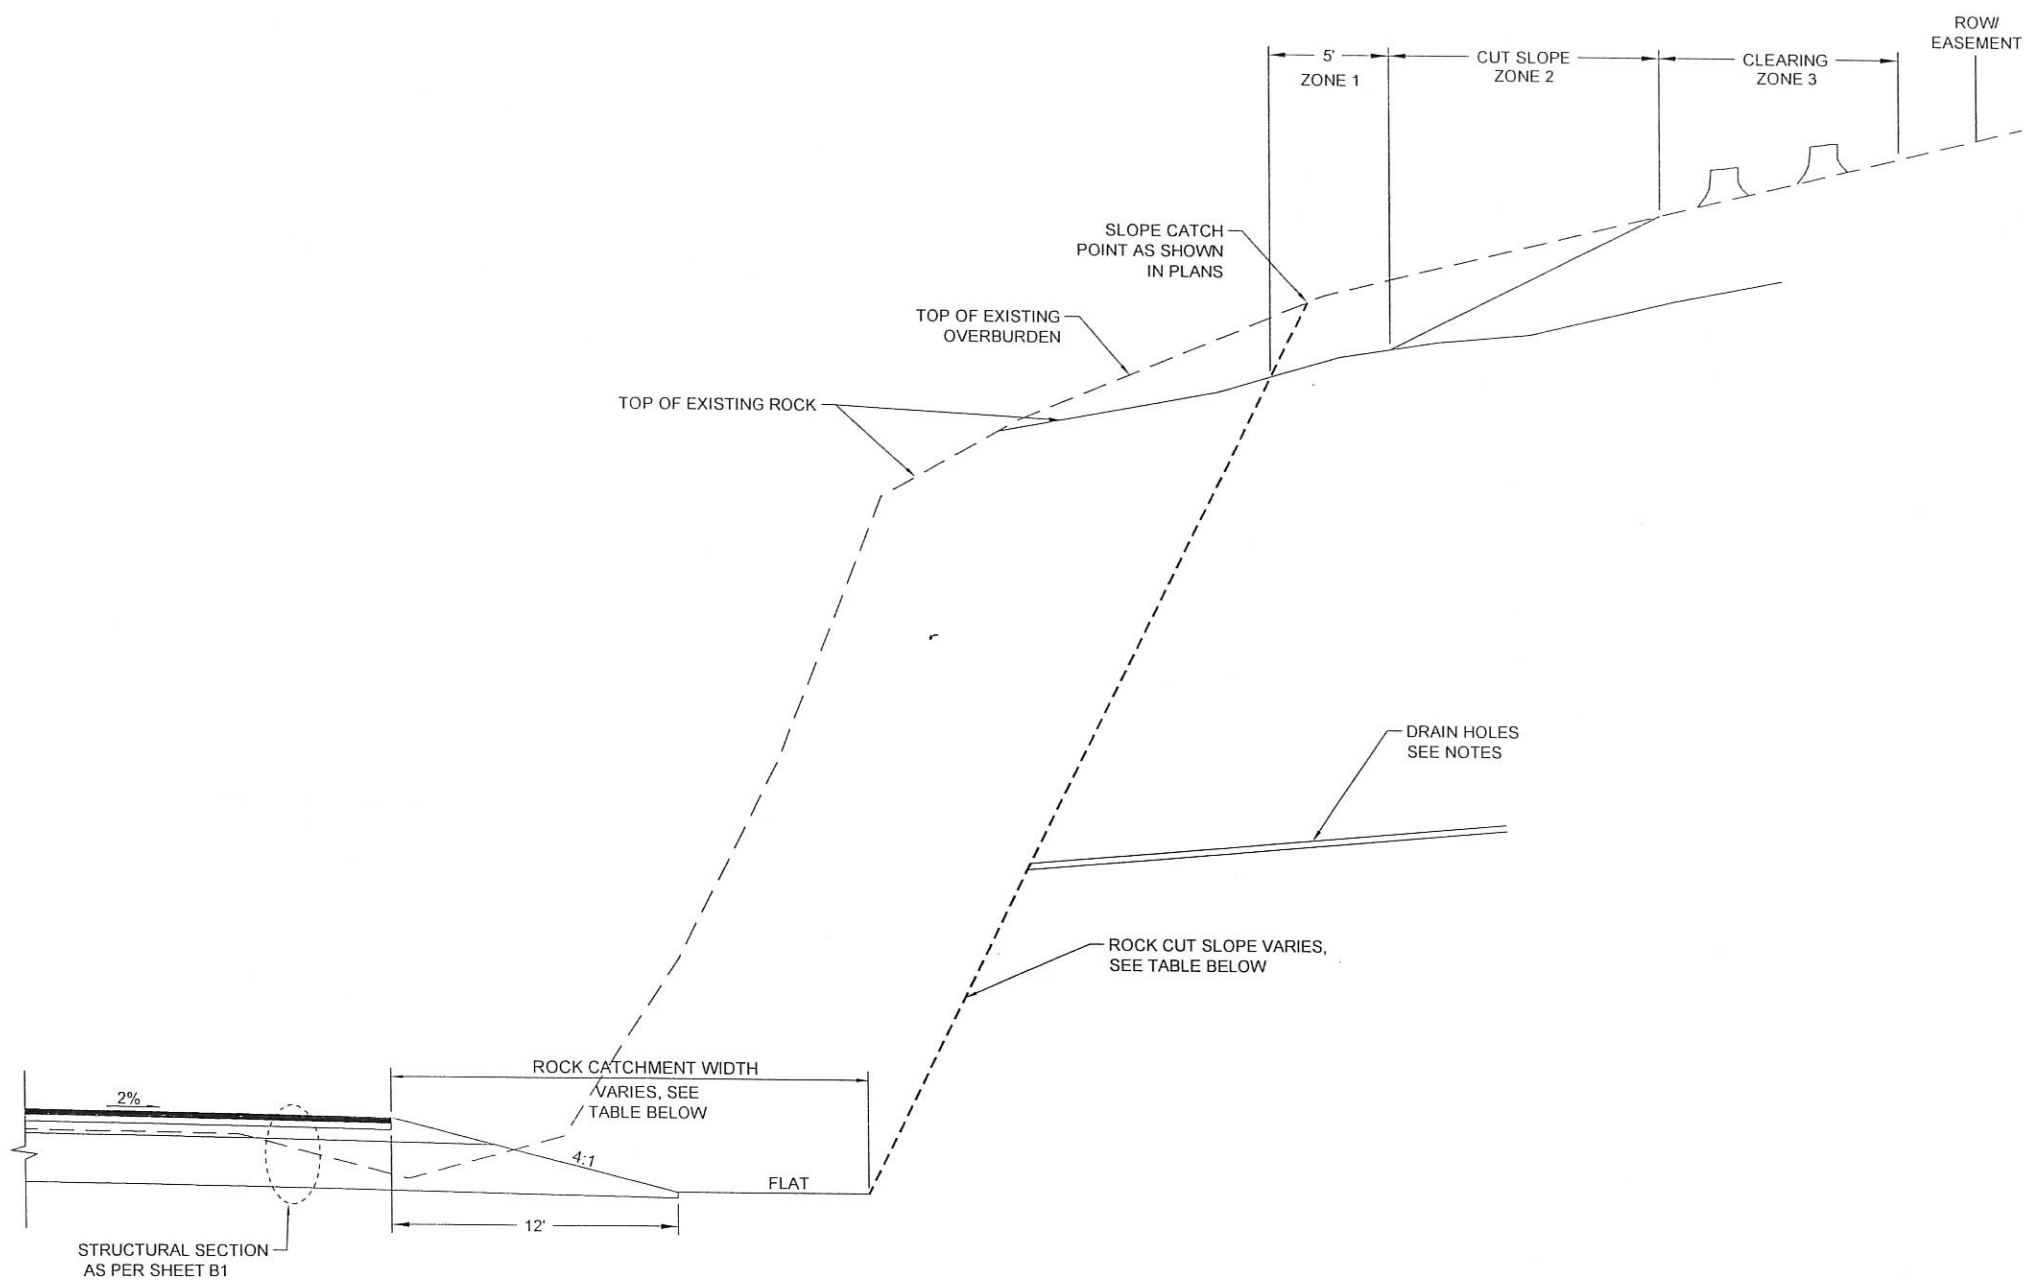 ROW/
EASEMENT
5'
ZONE 1
CUT SLOPE
ZONE 2
CLEARING
ZONE 3
SLOPE CATCH
POINT AS SHOWN
IN PLANS
TOP OF EXISTING
OVERBURDEN
TOP OF EXISTING ROCK
DRAIN HOLES
SEE NOTES
ROCK CUT SLOPE VARIES,
SEE TABLE BELOW
ROCK CATCHMENT WIDTH
VARIES, SEE
TABLE BELOW
2%
4:1
FLAT
12'
STRUCTURAL SECTION
AS PER SHEET B1